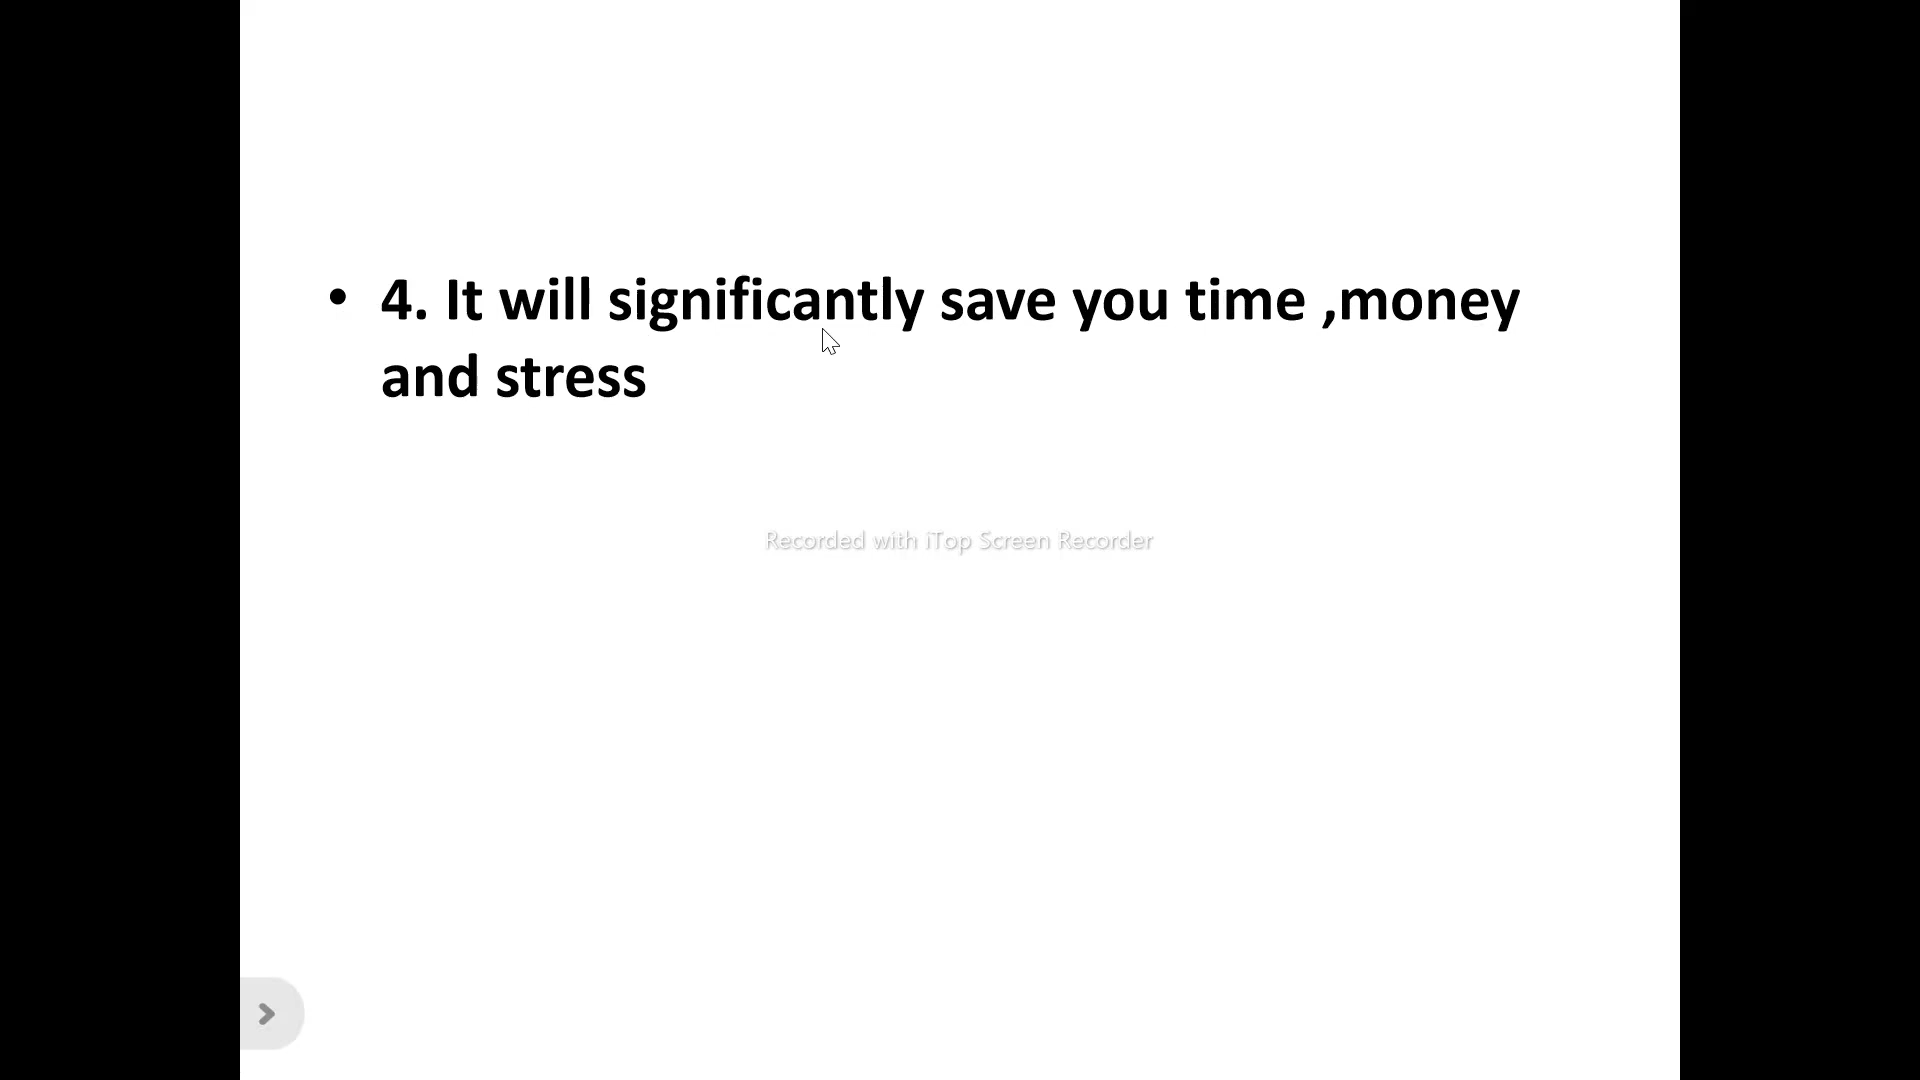 • 4. It will significantly save you time ,money
and stress
Recorded with iTop Screen Recorder